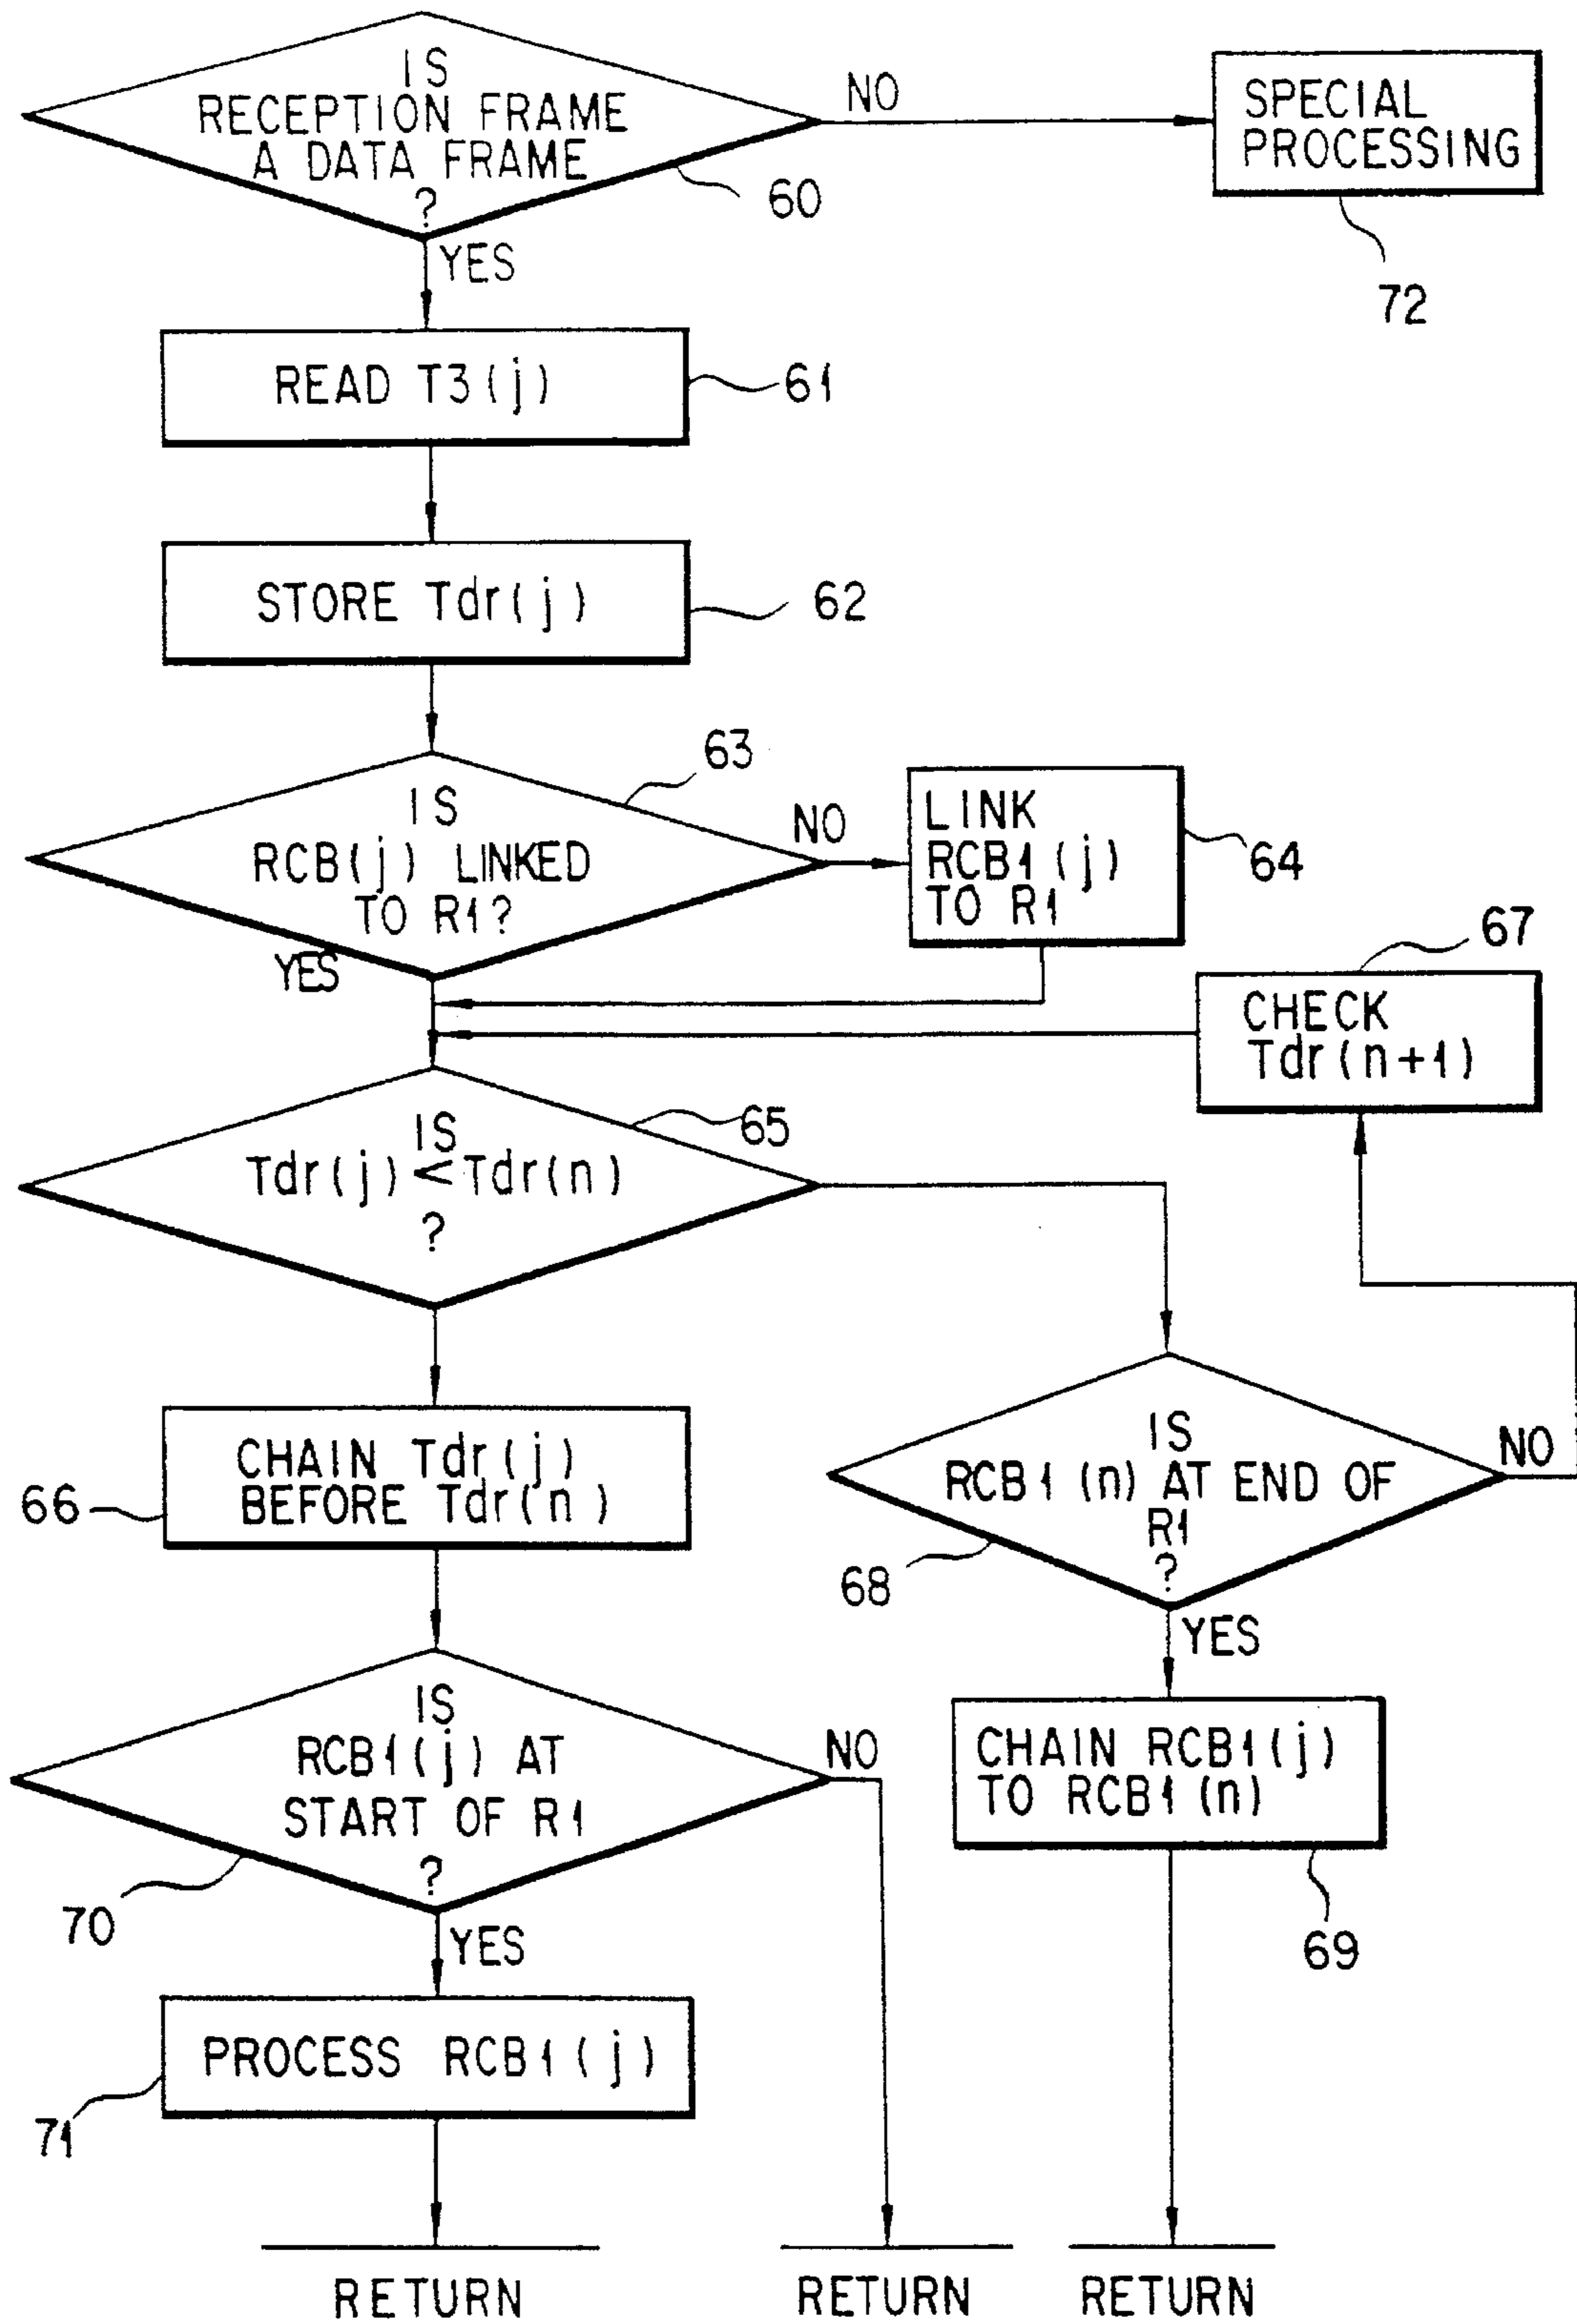 IS
RECEPTION FRAME
A DATA FRAME
?
60
NO
SPECIAL
PROCESSING
72
YES
READ T3(j)
61
STORE Tdr(j)
62
IS
RCB(j) LINKED
TO R1?
63
NO
LINK
RCB1(j)
TO R1
64
YES
67
CHECK
Tdr(n+1)
IS
Tdr(j) < Tdr(n)
?
65
CHAIN Tdr(j)
BEFORE Tdr(n)
66
IS
RCB1(n) AT END OF
R1
?
NO
68
YES
IS
RCB1(j) AT
START OF R1
?
NO
70
CHAIN RCB1(j)
TO RCB1(n)
69
YES
PROCESS RCB1(j)
71
RETURN
RETURN
RETURN